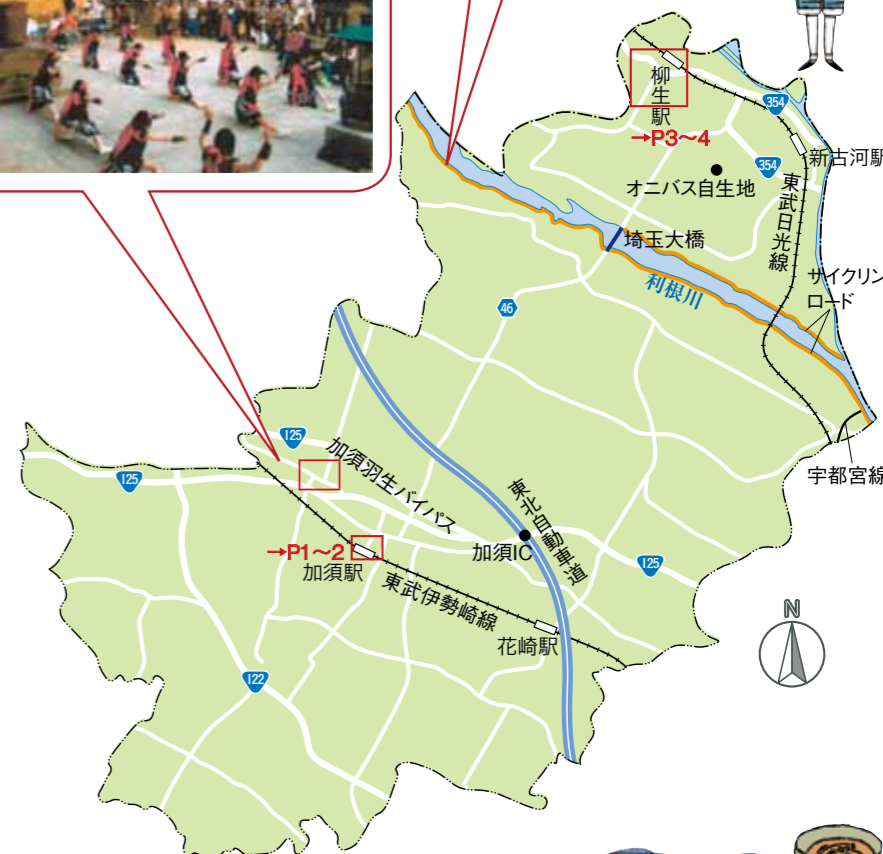 柳生駅
→P3～4
354
新古河駅
354
オニバス自生地
東武日光線
埼玉大橋
サイクリン
ロード
利根川
46
宇都宮線
125
加須羽生バイパス
125
東北自動車道
→P1～2
加須駅
加須IC
125
東武伊勢崎線
花崎駅
N
122